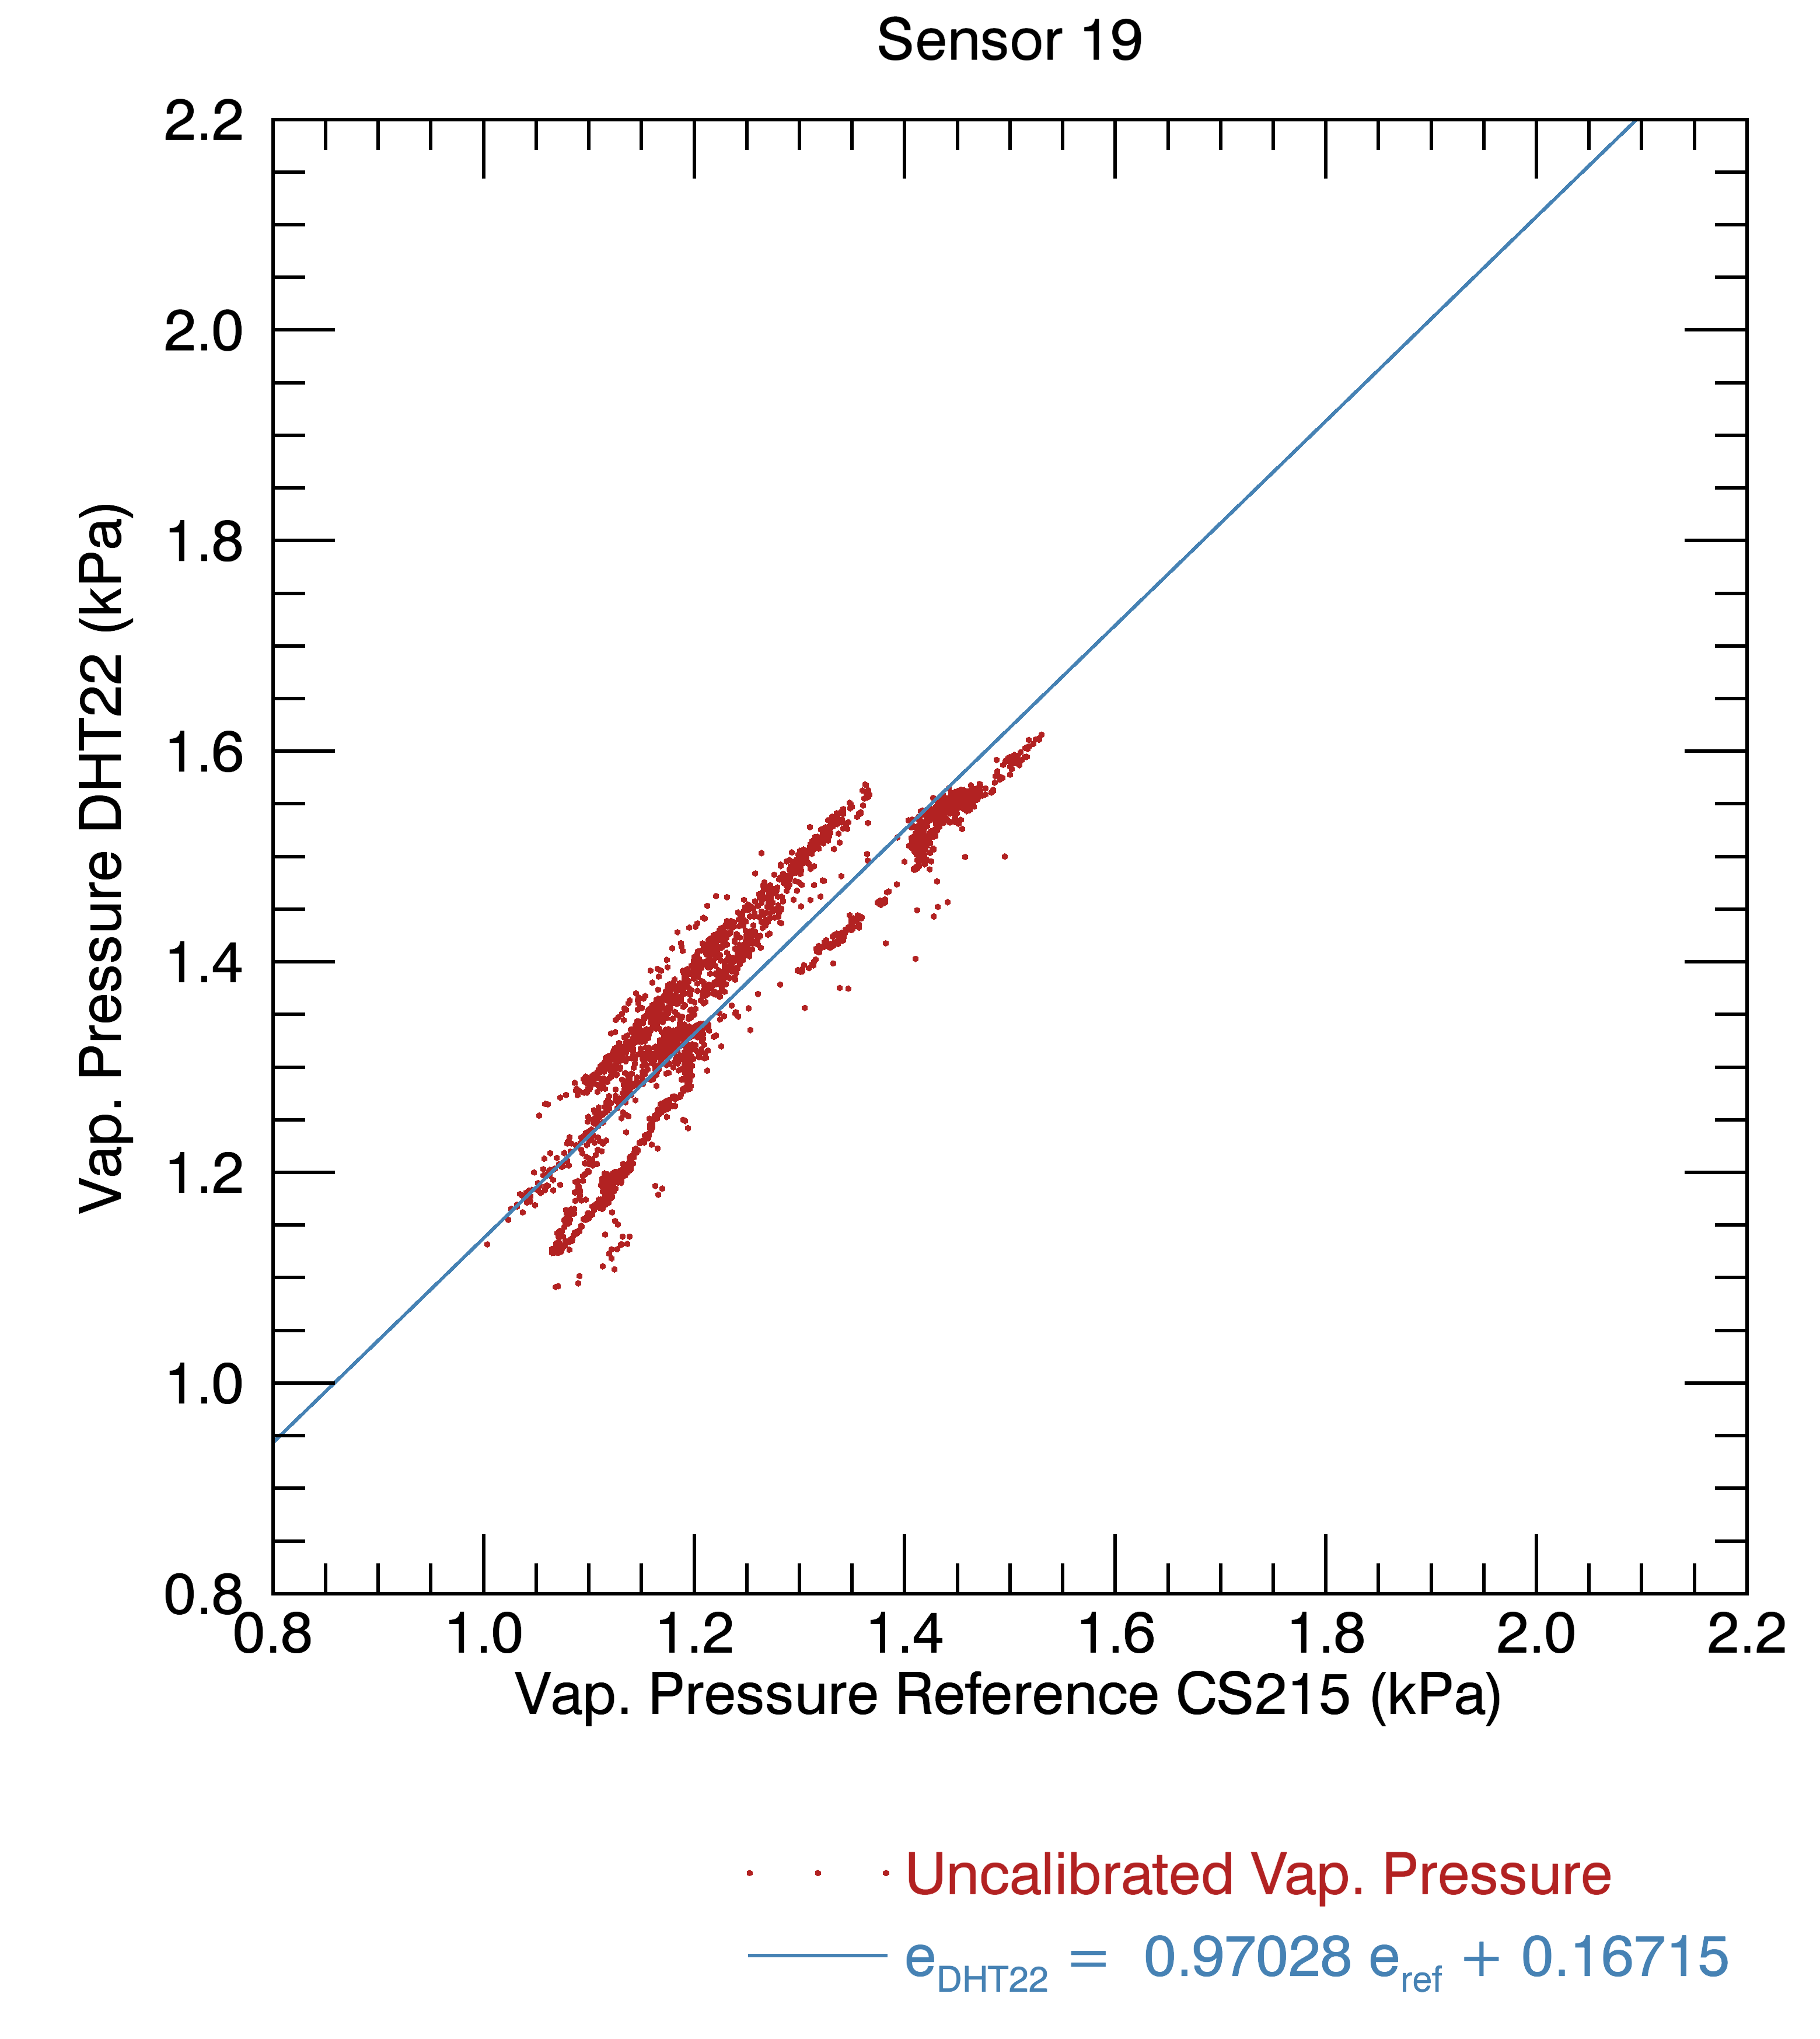 Sensor 19
2.2
2.0
1.8
1.6
1.4
1.2
1.0
0.8
Vap. Pressure DHT22 (kPa)
0.8 1.0 1.2 1.4 1.6 1.8 2.0 2.2
Vap. Pressure Reference CS215 (kPa)
Uncalibrated Vap. Pressure
e_DHT22 = 0.97028 e_ref + 0.16715